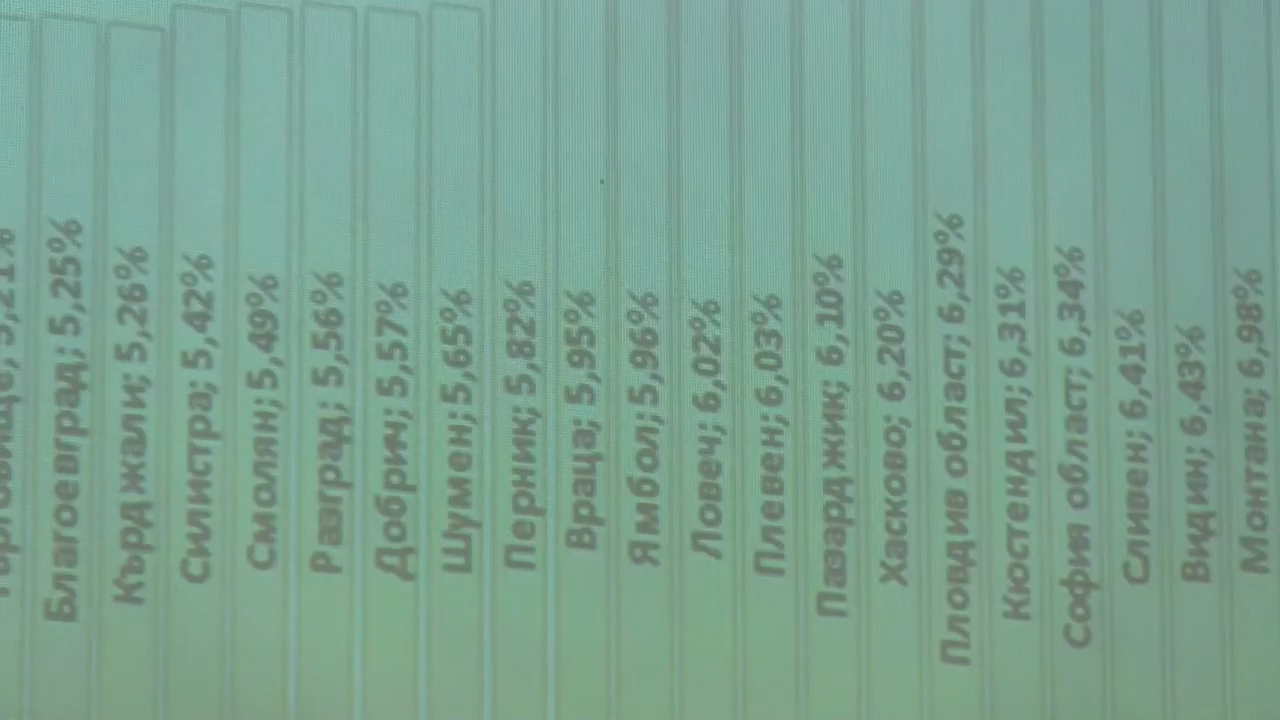 Благоевград; 5,25%
Кърджали; 5,26%
Силистра; 5,42%
Смолян; 5,49%
Разград; 5,56%
Добрич; 5,57%
Шумен; 5,65%
Перник; 5,82%
Враца; 5,95%
Ямбол; 5,96%
Ловеч; 6,02%
Плевен; 6,03%
Пазарджик; 6,10%
Хасково; 6,20%
Пловдив област; 6,29%
Кюстендил; 6,31%
София област; 6,34%
Сливен; 6,41%
Видин; 6,43%
Монтана; 6,98%